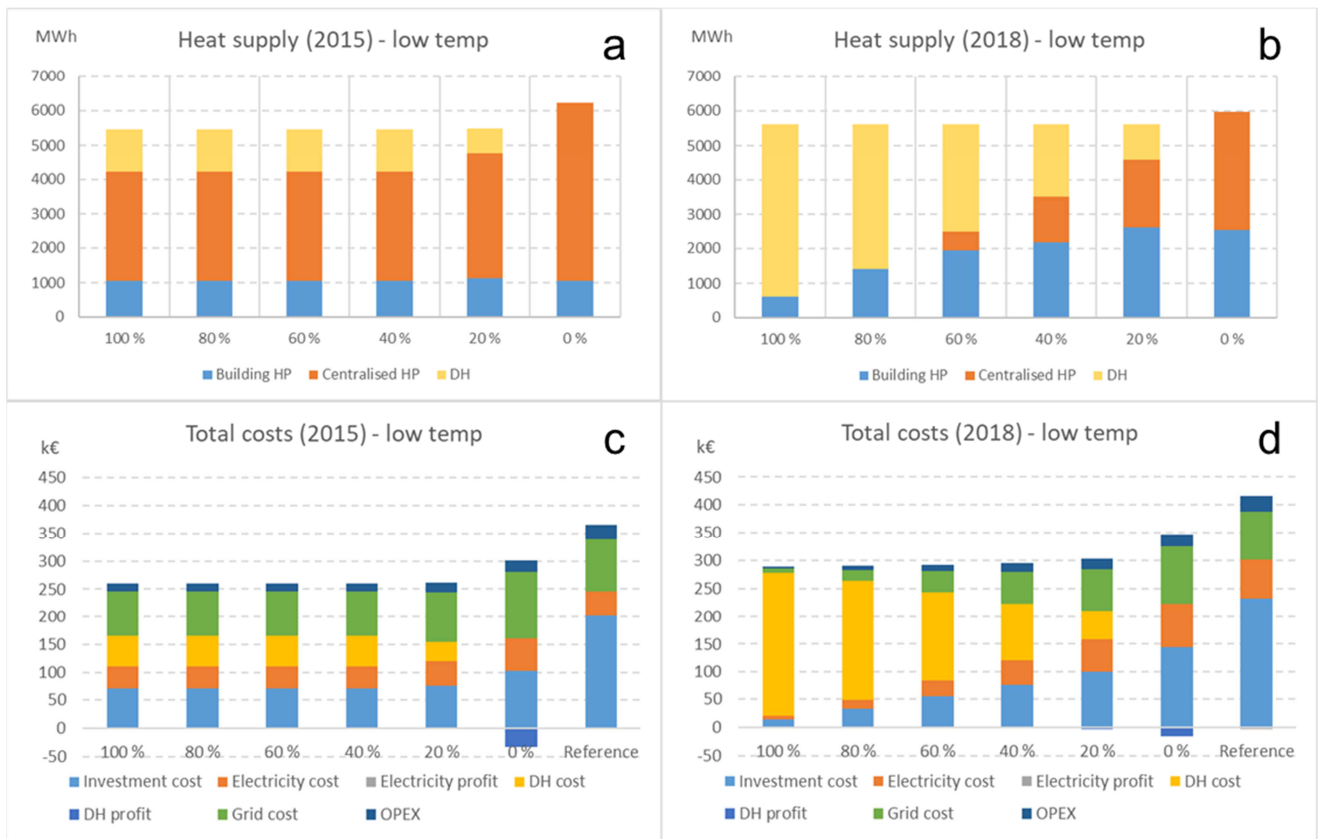 MWh
Heat supply (2015) - low temp
a
7000
6000
5000
4000
3000
2000
1000
0
100 % 80 % 60 % 40 % 20 % 0 %
Building HP Centralised HP DH
MWh
Heat supply (2018) - low temp
b
7000
6000
5000
4000
3000
2000
1000
0
100 % 80 % 60 % 40 % 20 % 0 %
Building HP Centralised HP DH
k€
Total costs (2015) - low temp
c
450
400
350
300
250
200
150
100
50
0
-50
100 % 80 % 60 % 40 % 20 % 0 % Reference
Investment cost Electricity cost Electricity profit DH cost
DH profit Grid cost OPEX
k€
Total costs (2018) - low temp
d
450
400
350
300
250
200
150
100
50
0
-50
100 % 80 % 60 % 40 % 20 % 0 % Reference
Investment cost Electricity cost Electricity profit DH cost
DH profit Grid cost OPEX